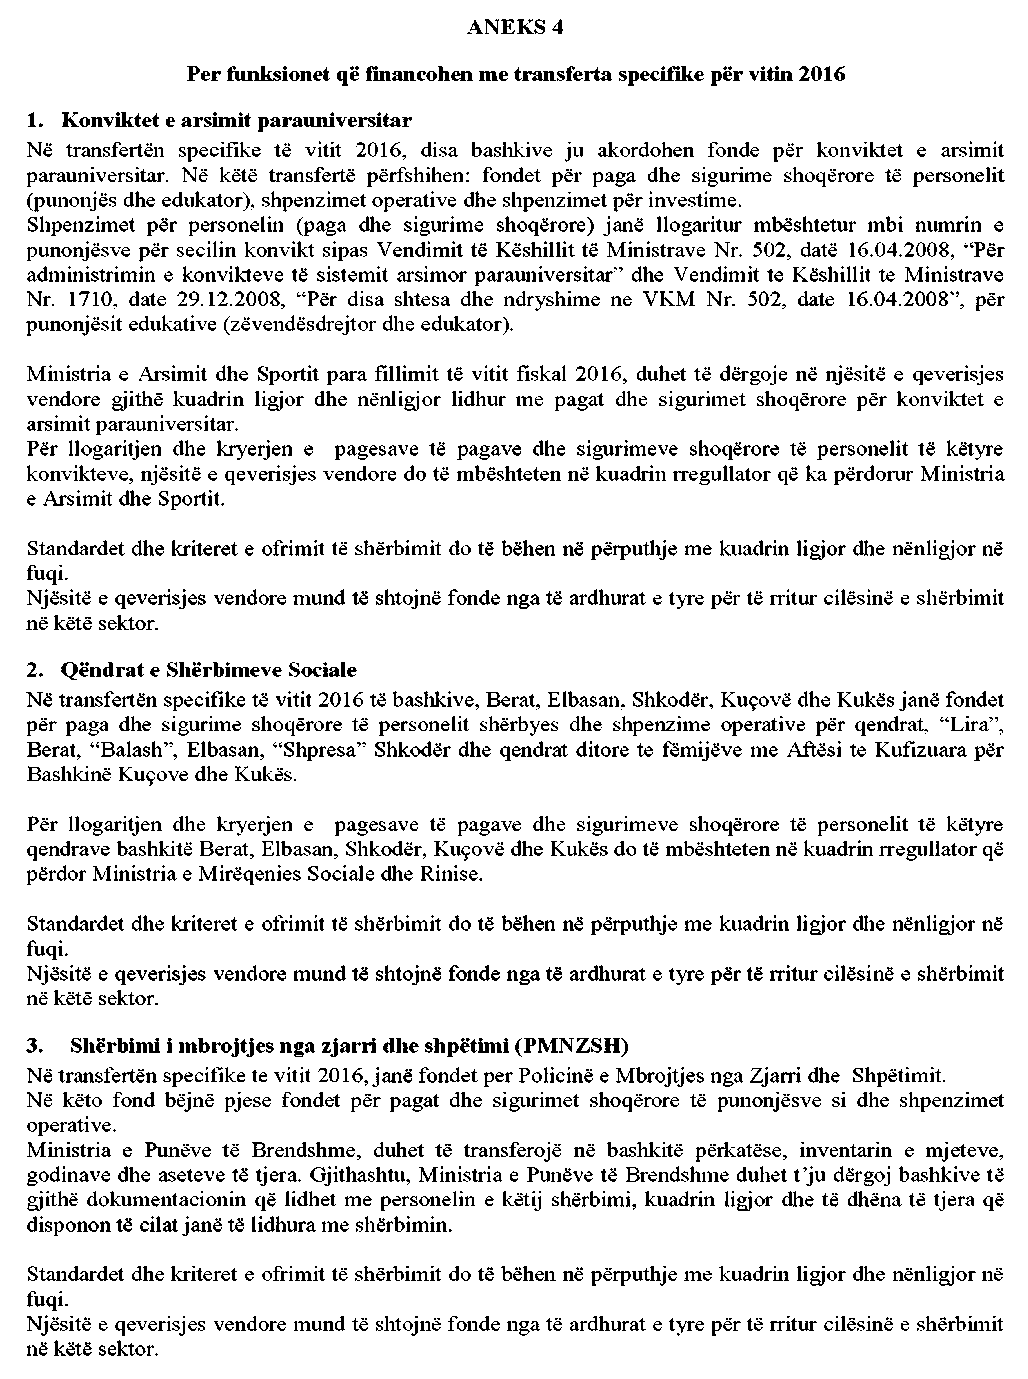 ANEKS 4
Per funksionet që financohen me transferta specifike për vitin 2016
1. Konviktet e arsimit parauniversitar
Në transfertën specifike të vitit 2016, disa bashkive ju akordohen fonde për konviktet e arsimit
parauniversitar. Në këtë transfertë përfshihen: fondet për paga dhe sigurime shoqërore të personelit
(punonjës dhe edukator), shpenzimet operative dhe shpenzimet për investime.
Shpenzimet për personelin (paga dhe sigurime shoqërore) janë llogaritur mbështetur mbi numrin e
punonjësve për secilin konvikt sipas Vendimit të Këshillit të Ministrave Nr. 502, datë 16.04.2008, “Për
administrimin e konvikteve të sistemit arsimor parauniversitar” dhe Vendimit te Këshillit te Ministrave
Nr. 1710, date 29.12.2008, “Për disa shtesa dhe ndryshime ne VKM Nr. 502, date 16.04.2008”, për
punonjësit edukative (zëvendësdrejtor dhe edukator).
Ministria e Arsimit dhe Sportit para fillimit të vitit fiskal 2016, duhet të dërgoje në njësitë e qeverisjes
vendore gjithë kuadrin ligjor dhe nënligjor lidhur me pagat dhe sigurimet shoqërore për konviktet e
arsimit parauniversitar.
Për llogaritjen dhe kryerjen e pagesave të pagave dhe sigurimeve shoqërore të personelit të këtyre
konvikteve, njësitë e qeverisjes vendore do të mbështeten në kuadrin rregullator që ka përdorur Ministria
e Arsimit dhe Sportit.
Standardet dhe kriteret e ofrimit të shërbimit do të bëhen në përputhje me kuadrin ligjor dhe nënligjor në
fuqi.
Njësitë e qeverisjes vendore mund të shtojnë fonde nga të ardhurat e tyre për të rritur cilësinë e shërbimit
në këtë sektor.
2. Qëndrat e Shërbimeve Sociale
Në transfertën specifike të vitit 2016 të bashkive, Berat, Elbasan, Shkodër, Kuçovë dhe Kukës janë fondet
për paga dhe sigurime shoqërore të personelit shërbyes dhe shpenzime operative për qendrat, “Lira”,
Berat, “Balash”, Elbasan, “Shpresa” Shkodër dhe qendrat ditore te fëmijëve me Aftësi te Kufizuara për
Bashkinë Kuçove dhe Kukës.
Për llogaritjen dhe kryerjen e pagesave të pagave dhe sigurimeve shoqërore të personelit të këtyre
qendrave bashkitë Berat, Elbasan, Shkodër, Kuçovë dhe Kukës do të mbështeten në kuadrin rregullator që
përdor Ministria e Mirëqenies Sociale dhe Rinise.
Standardet dhe kriteret e ofrimit të shërbimit do të bëhen në përputhje me kuadrin ligjor dhe nënligjor në
fuqi.
Njësitë e qeverisjes vendore mund të shtojnë fonde nga të ardhurat e tyre për të rritur cilësinë e shërbimit
në këtë sektor.
3. Shërbimi i mbrojtjes nga zjarri dhe shpëtimi (PMNZSH)
Në transfertën specifike te vitit 2016, janë fondet per Policinë e Mbrojtjes nga Zjarri dhe Shpëtimit.
Në këto fond bëjnë pjese fondet për pagat dhe sigurimet shoqërore të punonjësve si dhe shpenzimet
operative.
Ministria e Punëve të Brendshme, duhet të transferojë në bashkitë përkatëse, inventarin e mjeteve,
godinave dhe aseteve të tjera. Gjithashtu, Ministria e Punëve të Brendshme duhet t’ju dërgoj bashkive të
gjithë dokumentacionin që lidhet me personelin e këtij shërbimi, kuadrin ligjor dhe të dhëna të tjera që
disponon të cilat janë të lidhura me shërbimin.
Standardet dhe kriteret e ofrimit të shërbimit do të bëhen në përputhje me kuadrin ligjor dhe nënligjor në
fuqi.
Njësitë e qeverisjes vendore mund të shtojnë fonde nga të ardhurat e tyre për të rritur cilësinë e shërbimit
në këtë sektor.